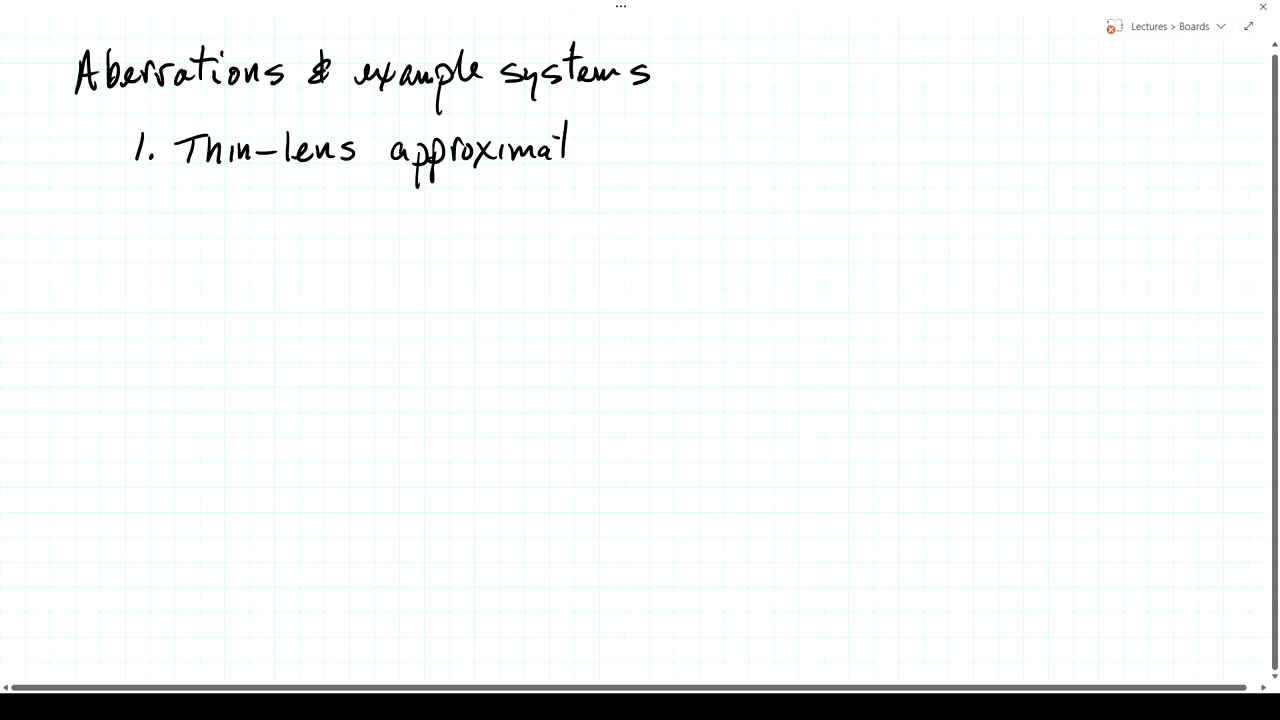 Lectures > Boards
Aberrations & example systems
1. Thin-lens approximat